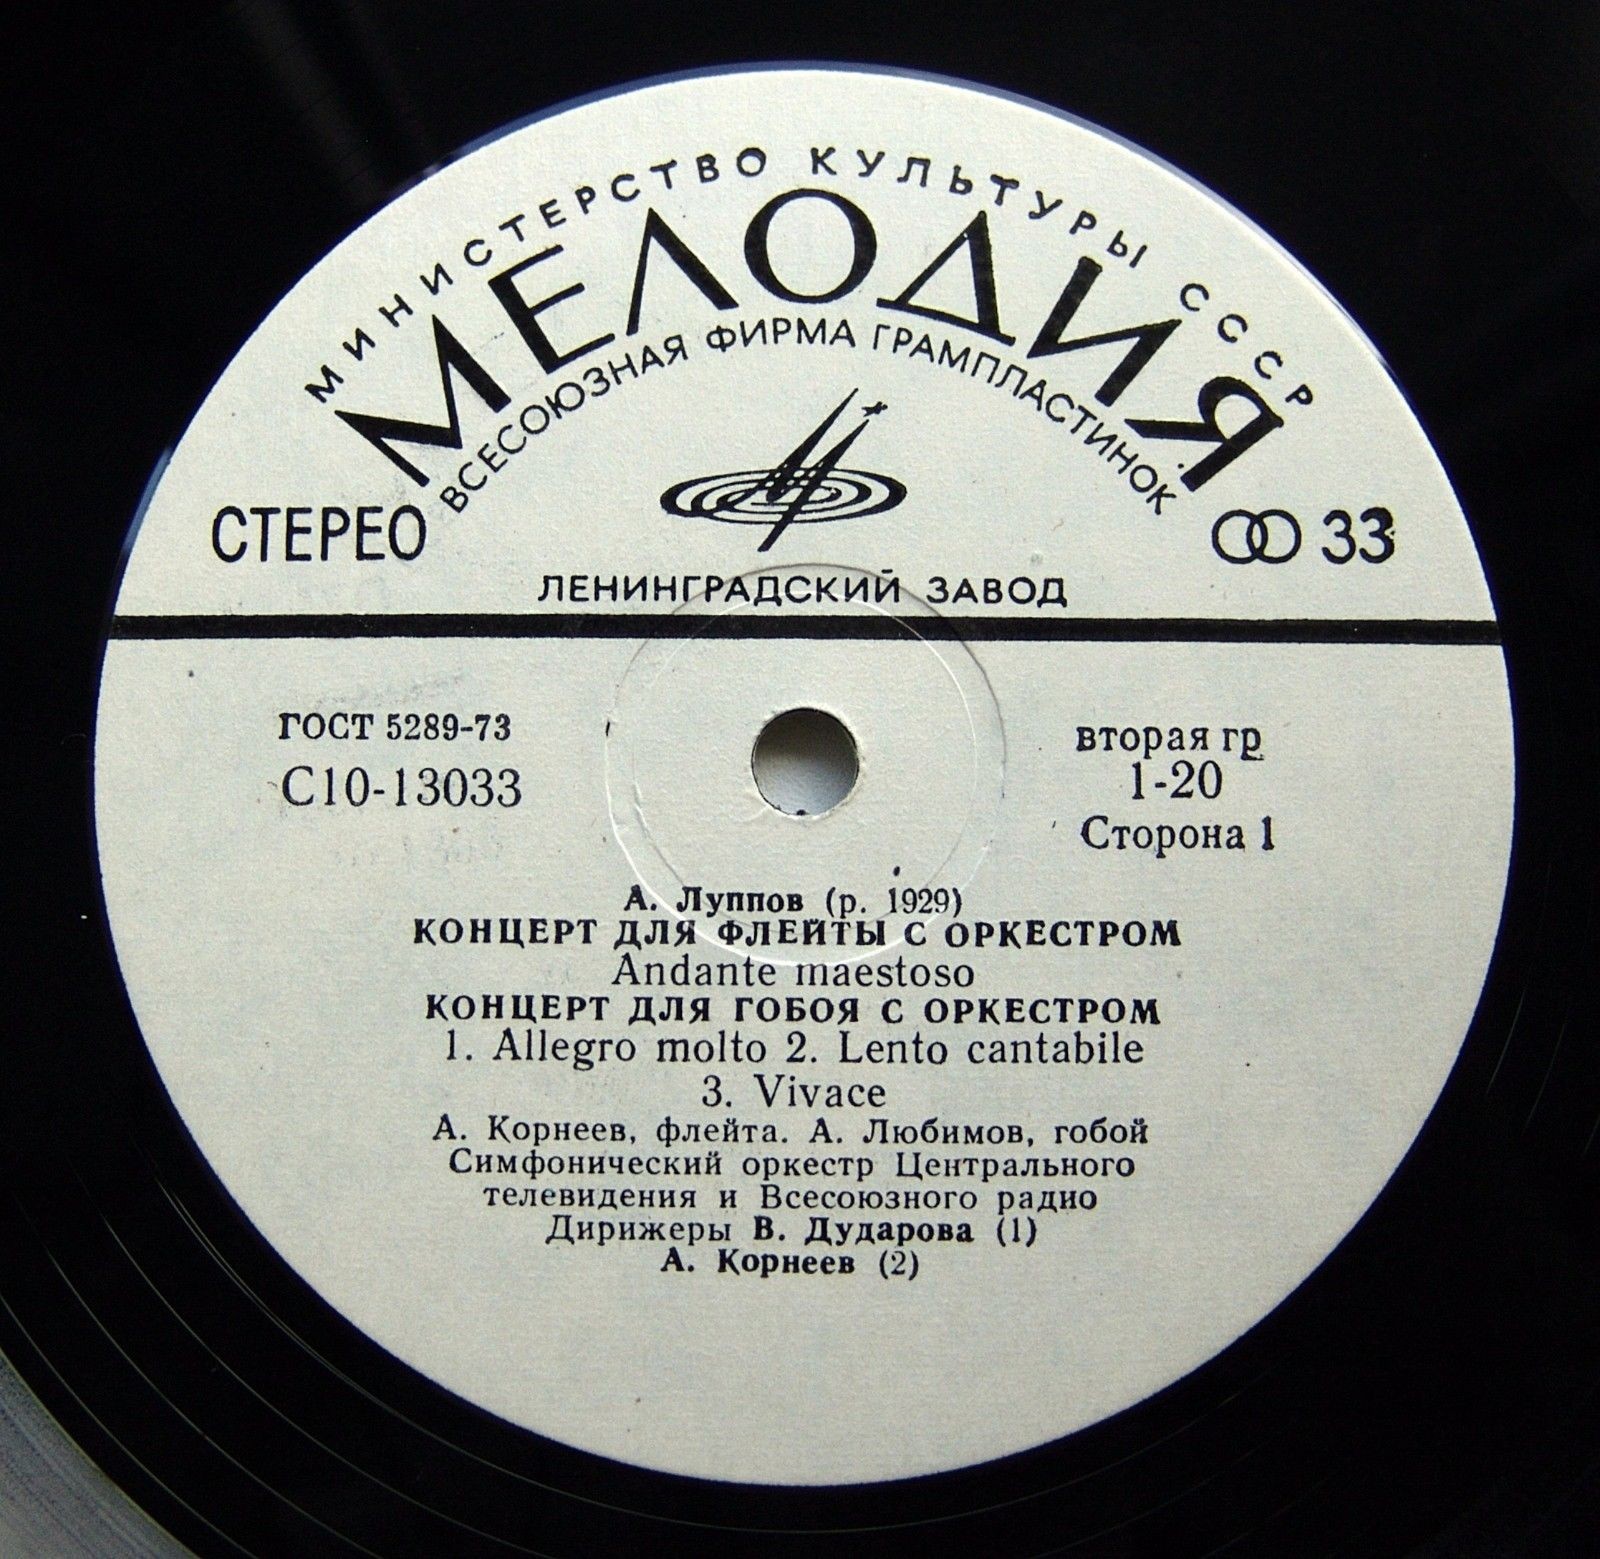 МИНИСТЕРСТВО КУЛЬТУРЫ СССР
МЕЛОДИЯ
ВСЕСОЮЗНАЯ ФИРМА ГРАМПЛАСТИНОК
СТЕРЕО
33
ЛЕНИНГРАДСКИЙ ЗАВОД
ГОСТ 5289-73
С10-13033
вторая гр
1-20
Сторона 1
А. Луппов (р. 1929)
КОНЦЕРТ ДЛЯ ФЛЕЙТЫ С ОРКЕСТРОМ
Andante maestoso
КОНЦЕРТ ДЛЯ ГОБОЯ С ОРКЕСТРОМ
1. Allegro molto 2. Lento cantabile
3. Vivace
А. Корнеев, флейта. А. Любимов, гобой
Симфонический оркестр Центрального
телевидения и Всесоюзного радио
Дирижеры В. Дударова (1)
А. Корнеев (2)